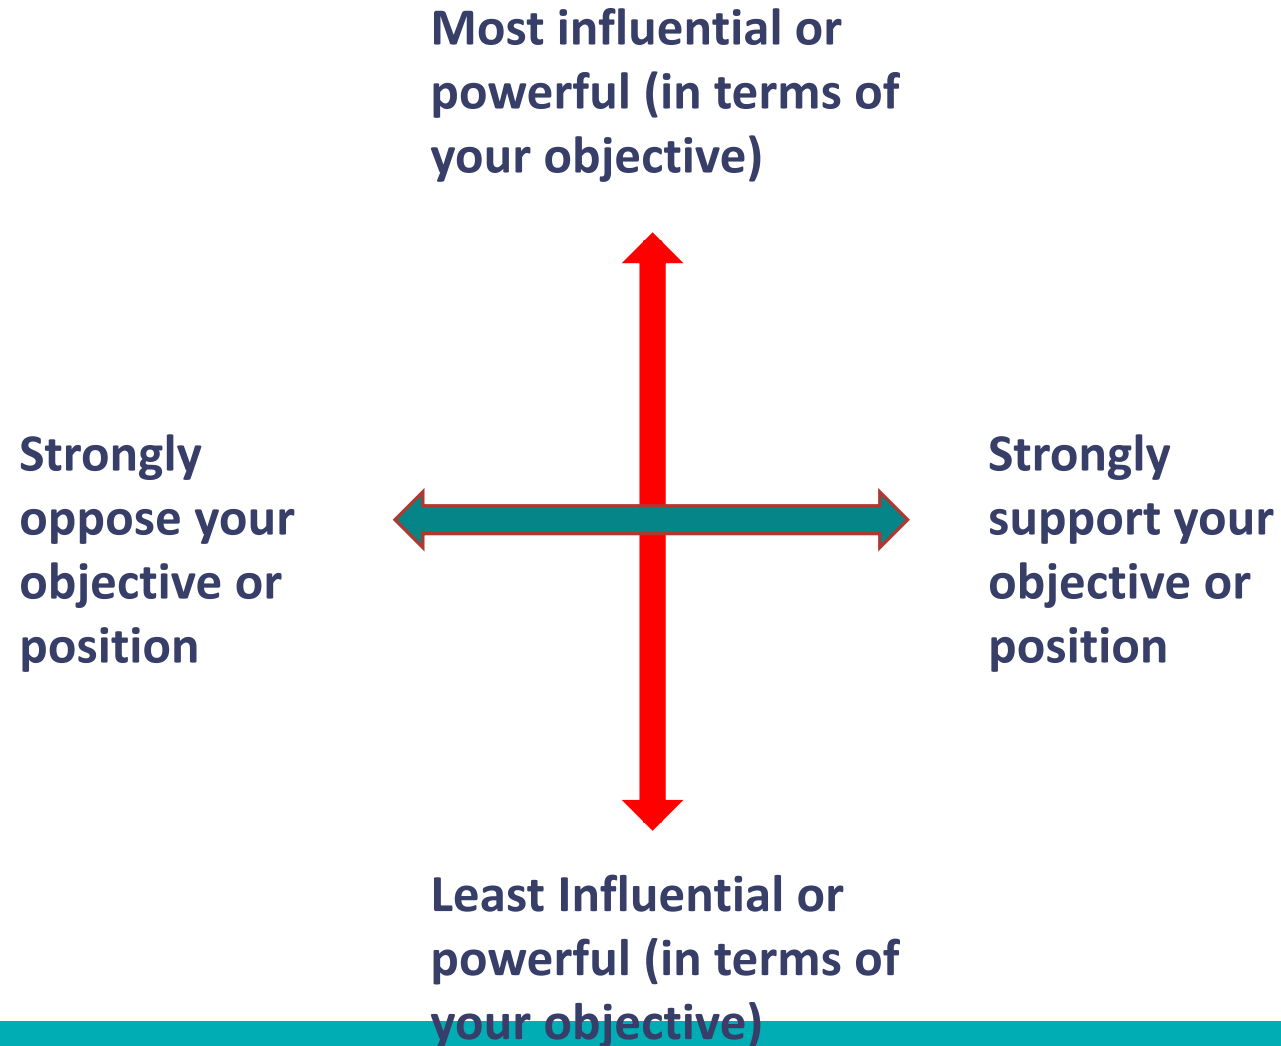 Most influential or
powerful (in terms of
your objective)
Strongly
oppose your
objective or
position
Strongly
support your
objective or
position
Least Influential or
powerful (in terms of
your objective)